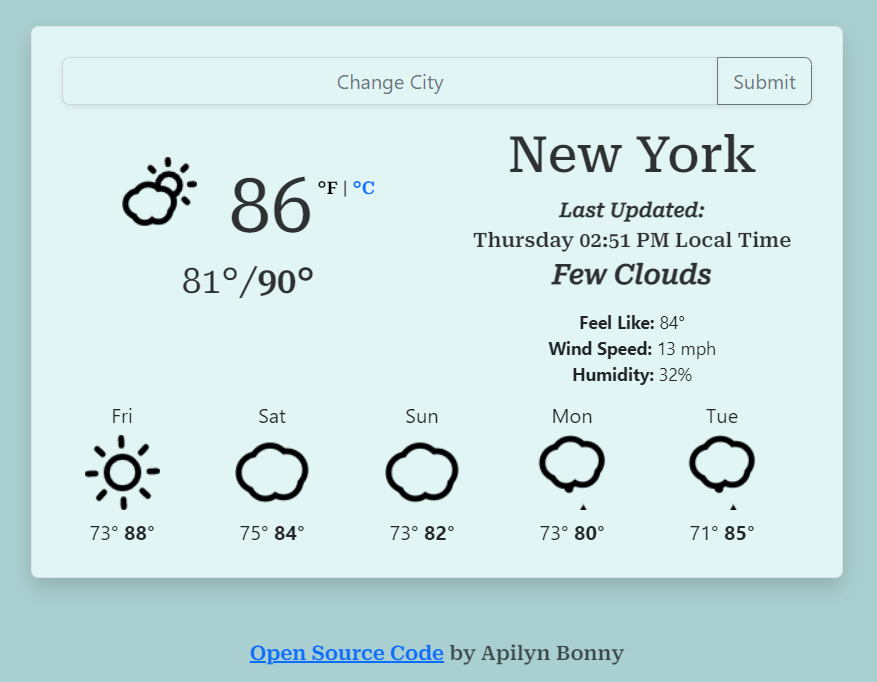 Change City
Submit
86 °F | °C
81°/90°
New York
Last Updated:
Thursday 02:51 PM Local Time
Few Clouds
Feel Like: 84°
Wind Speed: 13 mph
Humidity: 32%
Fri Sat Sun Mon Tue
73° 88° 75° 84° 73° 82° 73° 80° 71° 85°
Open Source Code by Apilyn Bonny